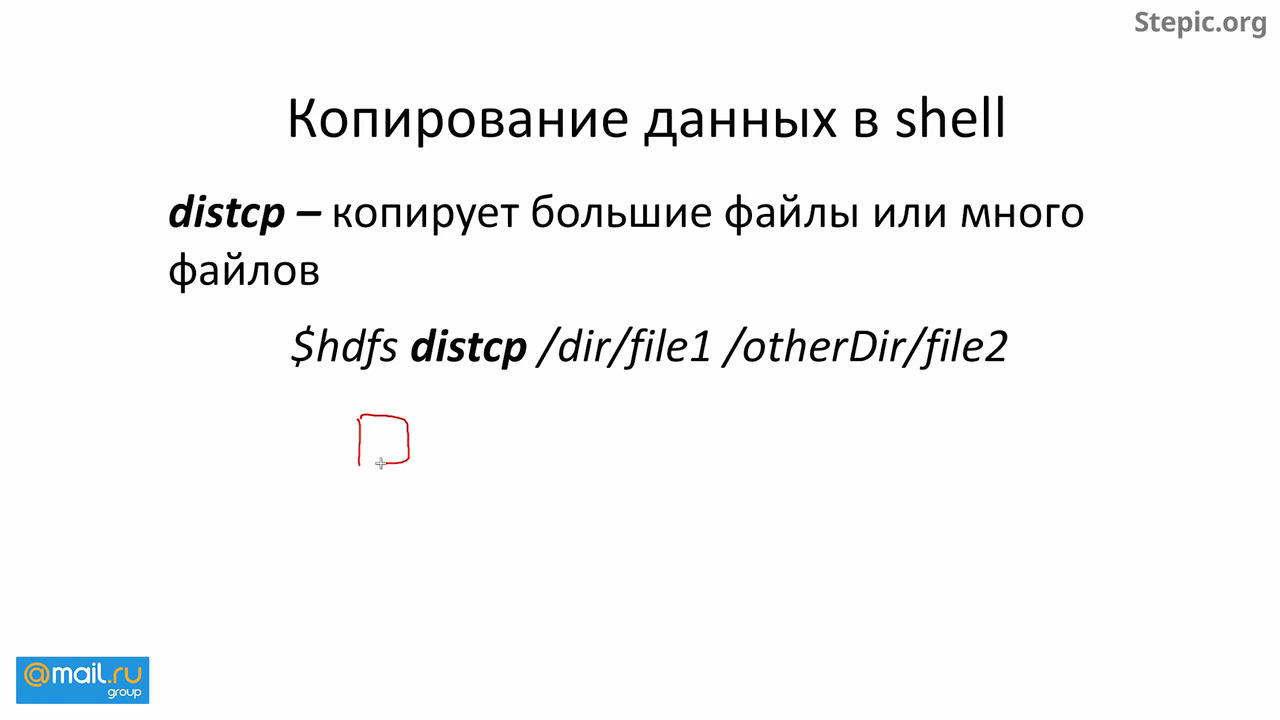 Stepic.org
Копирование данных в shell
distcp – копирует большие файлы или много
файлов
$hdfs distcp /dir/file1 /otherDir/file2
@mail.ru
group